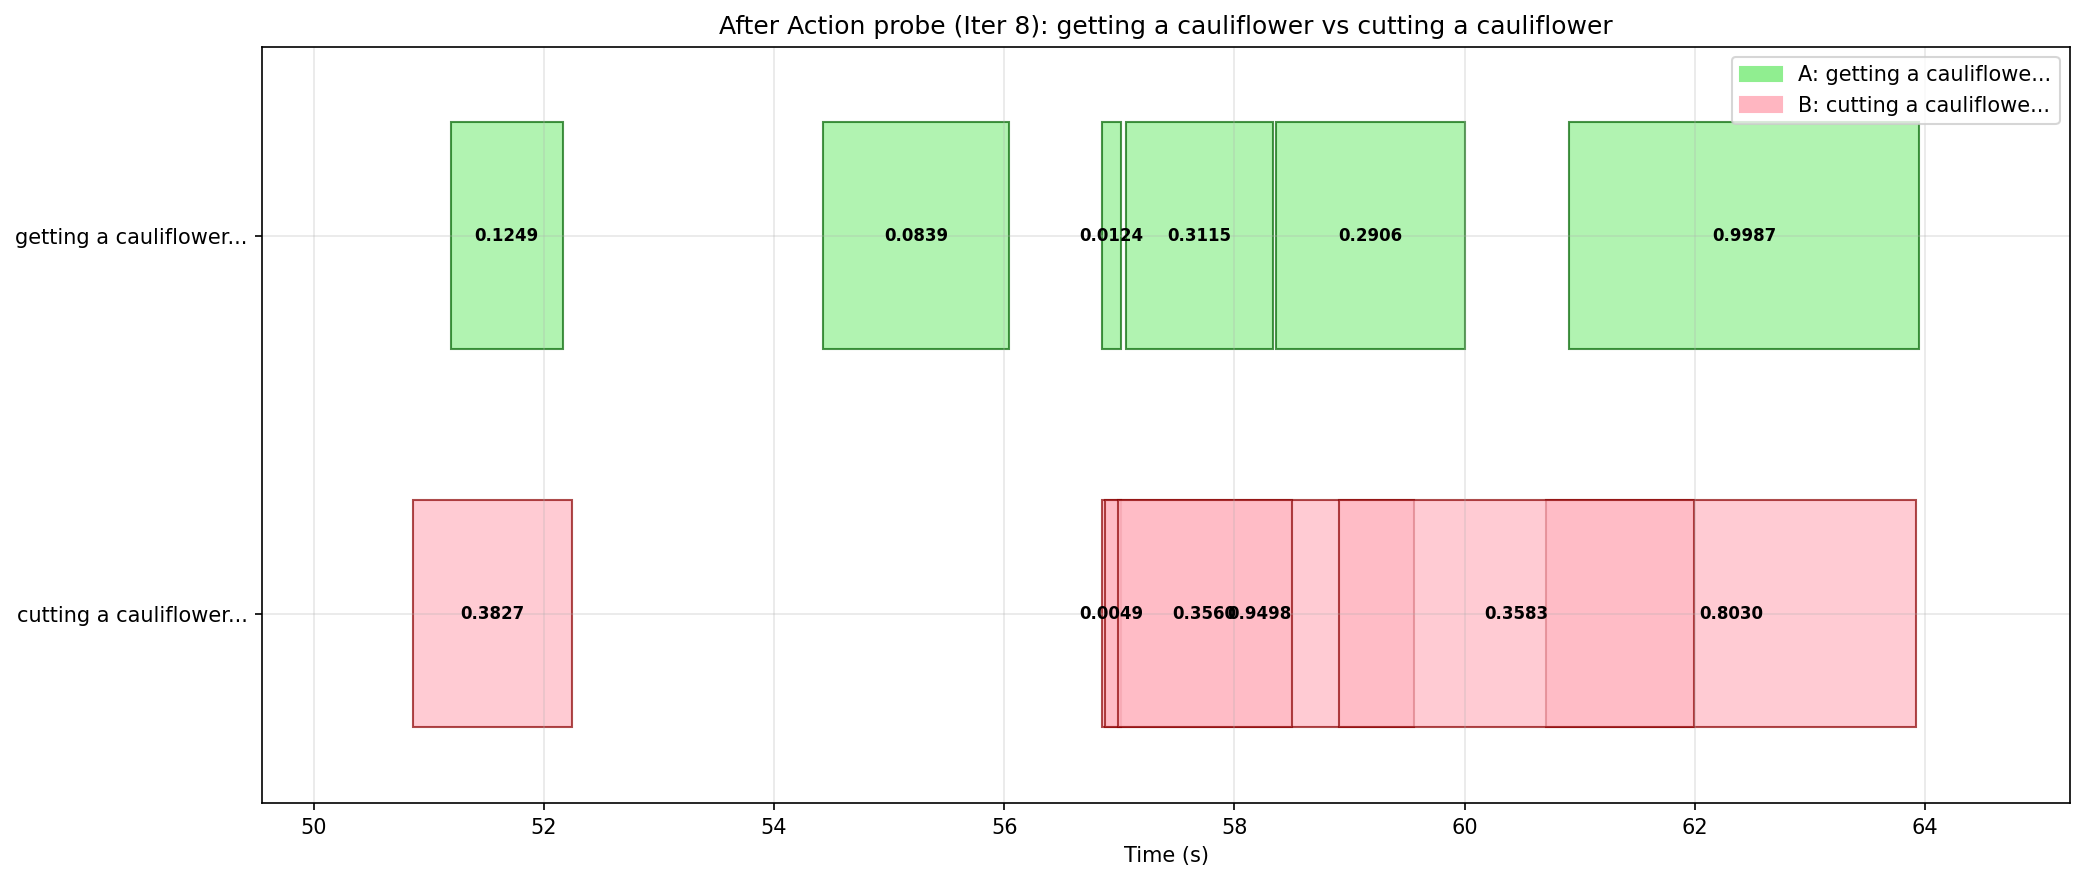 After Action probe (Iter 8): getting a cauliflower vs cutting a cauliflower
A: getting a cauliflowe...
B: cutting a cauliflowe...
getting a cauliflower...
0.1249
0.0839
0.0124
0.3115
0.2906
0.9987
cutting a cauliflower...
0.3827
0.0049
0.3560
0.9498
0.3583
0.8030
50 52 54 56 58 60 62 64
Time (s)